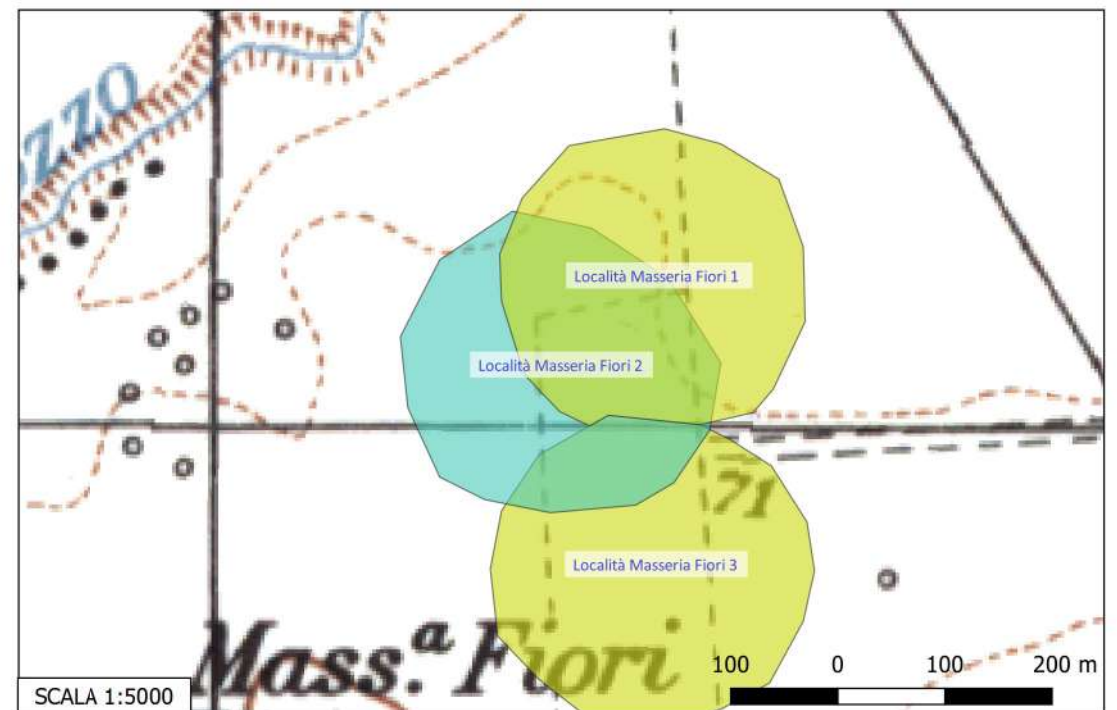 OZZO
Località Masseria Fiori 1
Località Masseria Fiori 2
71
Località Masseria Fiori 3
Mass.ª Fiori
100 0 100 200 m
SCALA 1:5000